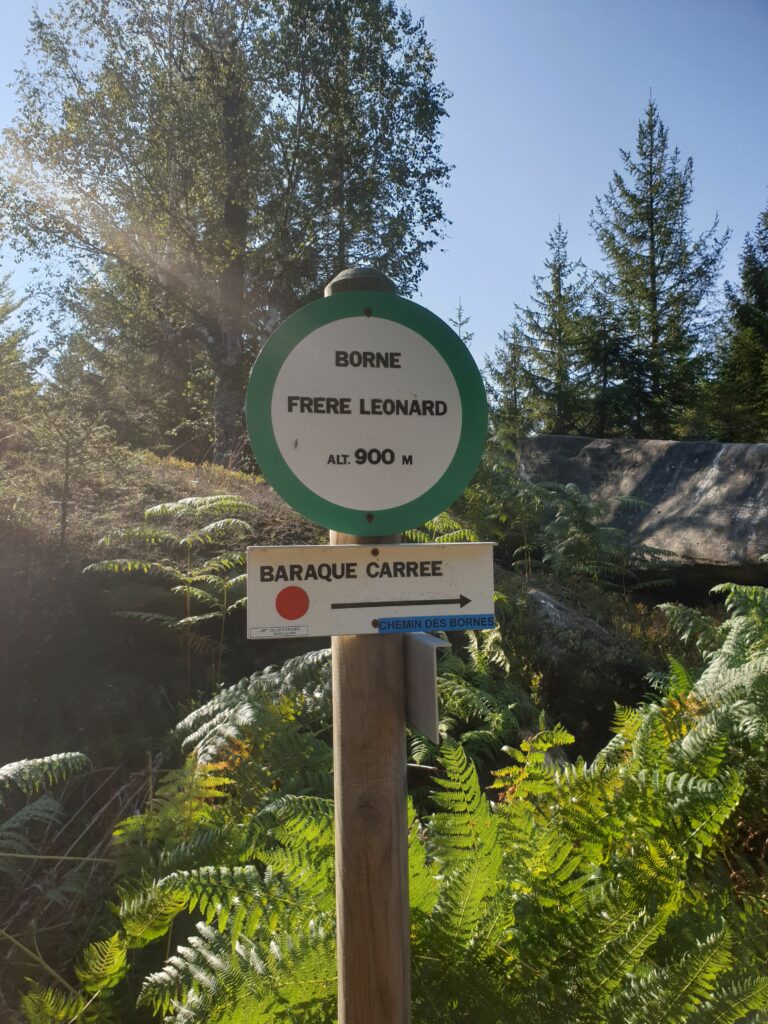 BORNE
FRERE LEONARD
ALT. 900 M
BARAQUE CARREE
CHEMIN DES BORNES